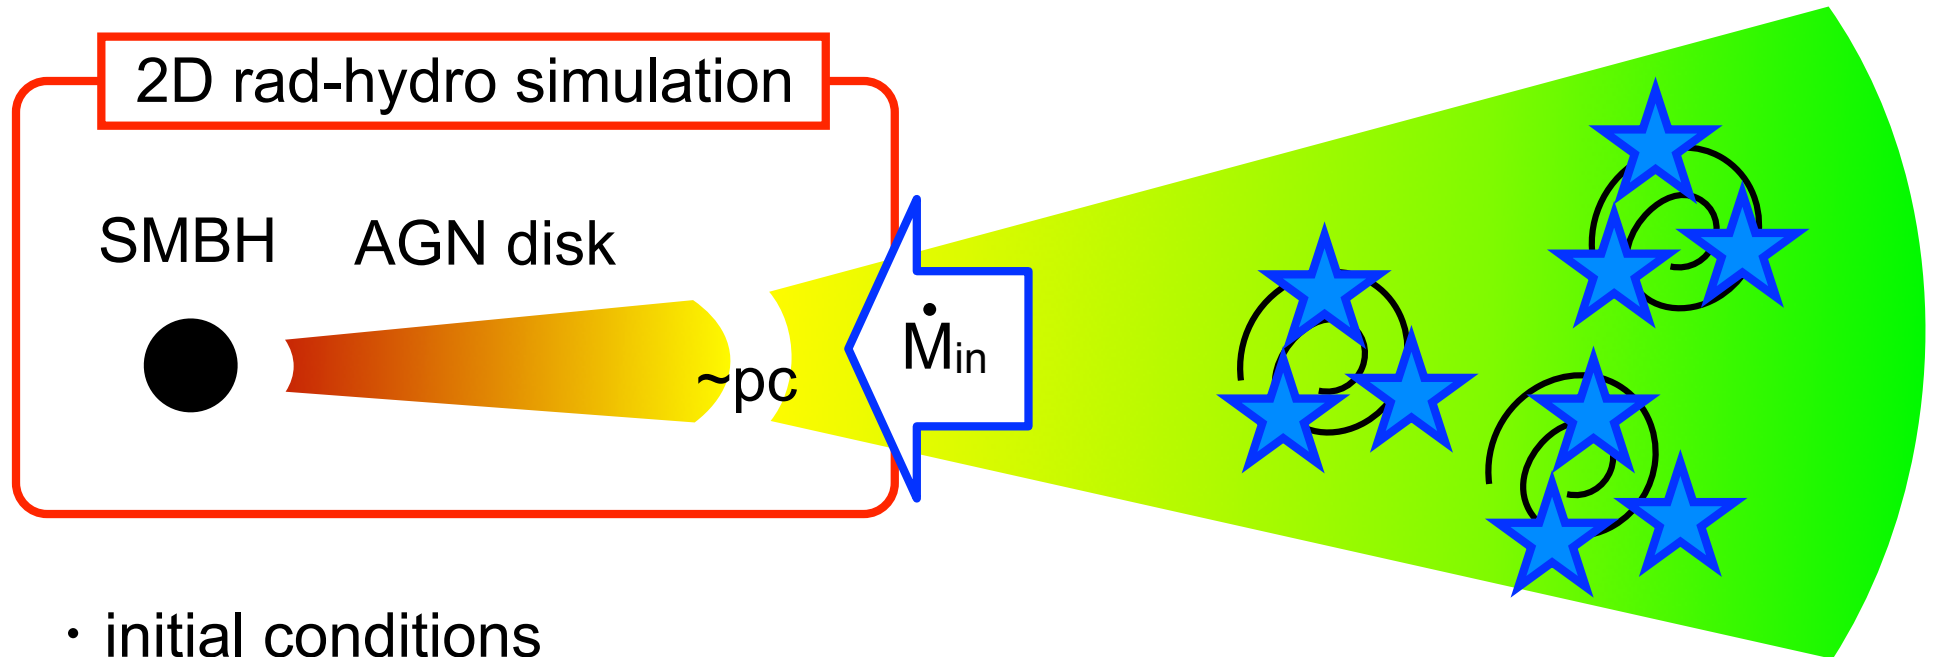 2D rad-hydro simulation
SMBH
AGN disk
~pc
Ṁin
・initial conditions